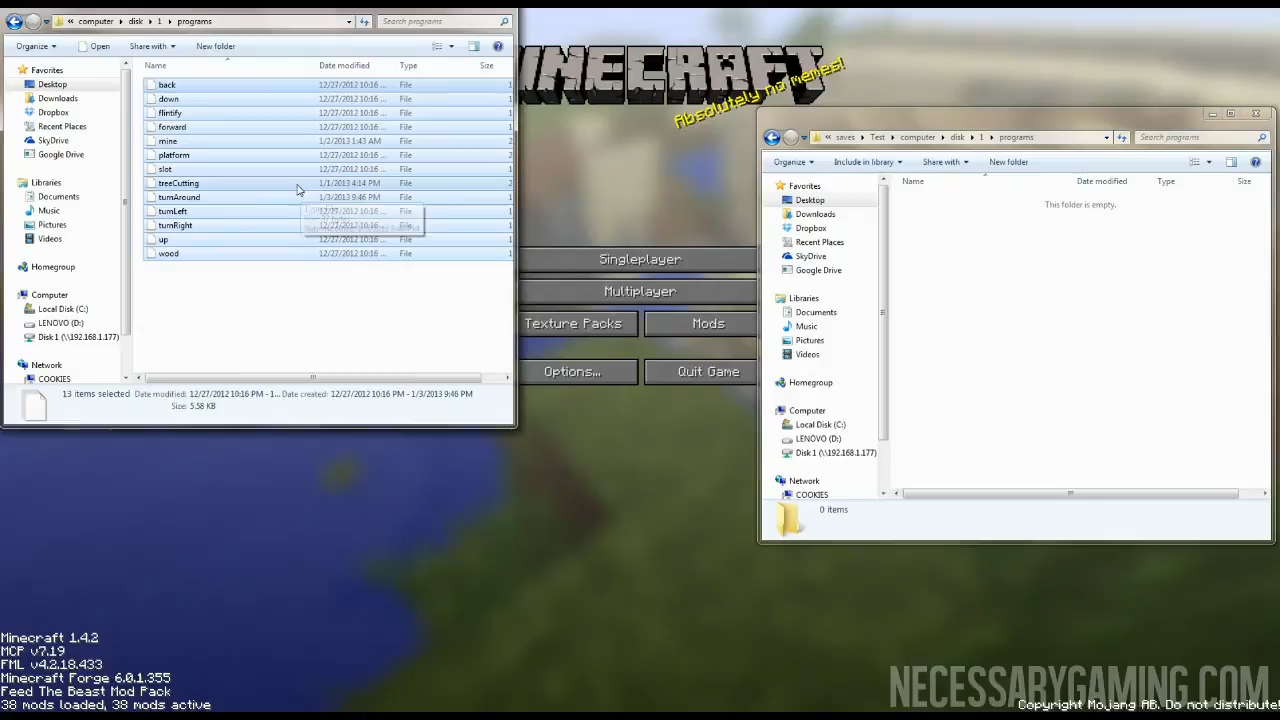 « computer ▸ disk ▸ 1 ▸ programs
Search programs
Organize Open Share with New folder
Favorites
Desktop
Downloads
Dropbox
Recent Places
SkyDrive
Google Drive
Libraries
Documents
Music
Pictures
Videos
Homegroup
Computer
Local Disk (C:)
LENOVO (D:)
Disk 1 (\\192.168.1.177)
Network
COOKIES
Name Date modified Type Size
back 12/27/2012 10:16 ... File 1
down 12/27/2012 10:16 ... File 1
flintify 12/27/2012 10:16 ... File 1
forward 12/27/2012 10:16 ... File 1
mine 1/2/2013 1:43 AM File 2
platform 12/27/2012 10:16 ... File 2
slot 12/27/2012 10:16 ... File 1
treeCutting 1/1/2013 4:14 PM File 2
turnAround 1/3/2013 9:46 PM File 1
turnLeft 12/27/2012 10:16 ... File 1
turnRight 12/27/2012 10:16 ... File 1
up 12/27/2012 10:16 ... File 1
wood 12/27/2012 10:16 ... File 1
13 items selected Date modified: 12/27/2012 10:16 PM - 1... Date created: 12/27/2012 10:16 PM - 1/3/2013 9:46 PM
Size: 5.58 KB
MINECRAFT
Absolutely no memes!
Singleplayer
Multiplayer
Texture Packs
Mods
Options...
Quit Game
« saves ▸ Test ▸ computer ▸ disk ▸ 1 ▸ programs
Search programs
Organize Include in library Share with New folder
Favorites
Desktop
Downloads
Dropbox
Recent Places
SkyDrive
Google Drive
Libraries
Documents
Music
Pictures
Videos
Homegroup
Computer
Local Disk (C:)
LENOVO (D:)
Disk 1 (\\192.168.1.177)
Network
COOKIES
Name Date modified Type Size
This folder is empty.
0 items
Minecraft 1.4.2
MCP v7.19
FML v4.2.18.433
Minecraft Forge 6.0.1.355
Feed The Beast Mod Pack
38 mods loaded, 38 mods active
NECESSARYGAMING.COM
Copyright Mojang AB. Do not distribute